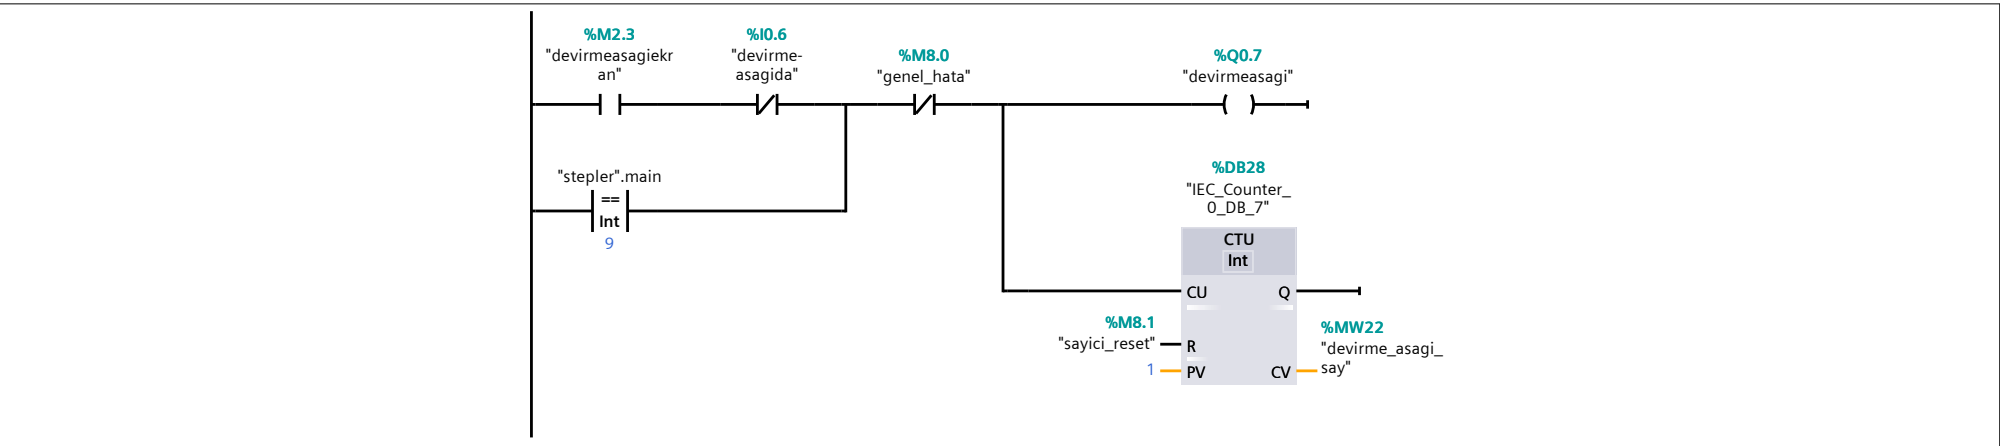 %M2.3
"devirmeasagiekr
an"
%I0.6
"devirme-
asagida"
%M8.0
"genel_hata"
%Q0.7
"devirmeasagi"
"stepler".main
==
Int
9
%DB28
"IEC_Counter_
0_DB_7"
CTU
Int
CU Q
%M8.1
"sayici_reset" R
1 PV
%MW22
"devirme_asagi_
say"
CV